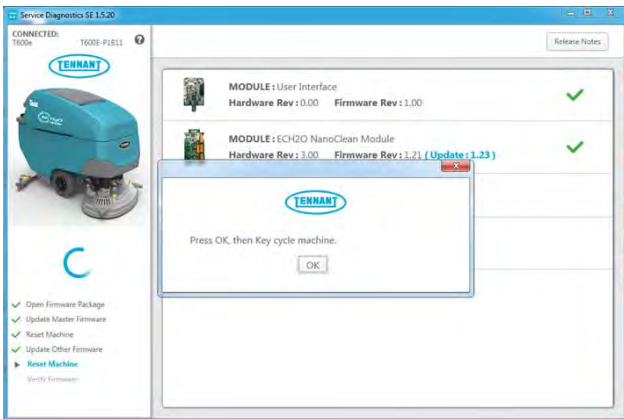 Service Diagnostics SE 1.5.20
CONNECTED:
T600e T600E-P1811
Release Notes
TENNANT
MODULE : User Interface
Hardware Rev : 0.00 Firmware Rev : 1.00
MODULE : ECH2O NanoClean Module
Hardware Rev : 3.00 Firmware Rev : 1.21 ( Update : 1.23 )
TENNANT
Press OK, then Key cycle machine.
OK
Open Firmware Package
Update Master Firmware
Reset Machine
Update Other Firmware
Reset Machine
Verify Firmware